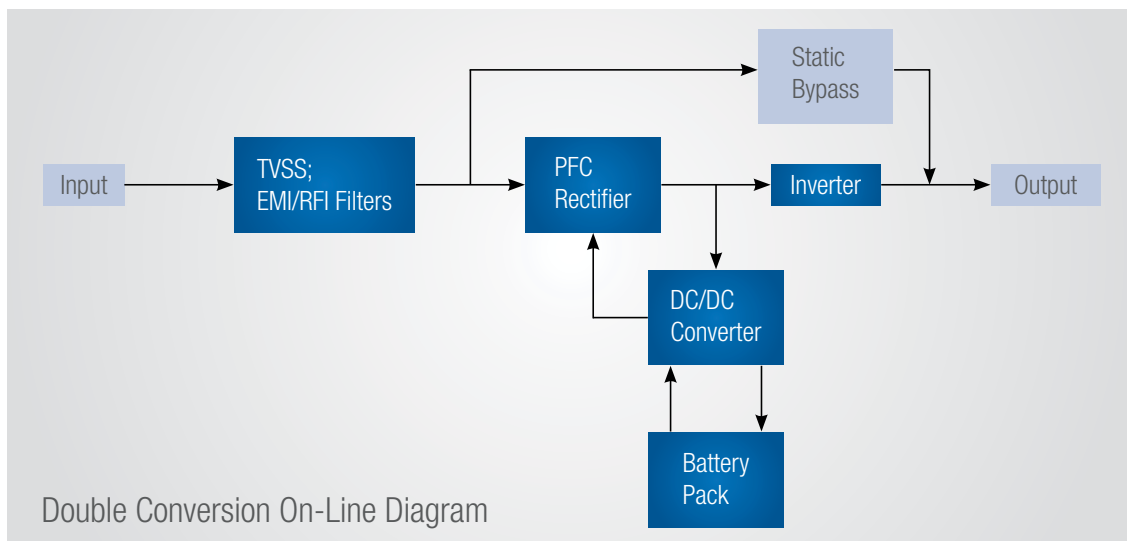 Static
Bypass
Input
TVSS;
EMI/RFI Filters
PFC
Rectifier
Inverter
Output
DC/DC
Converter
Battery
Pack
Double Conversion On-Line Diagram